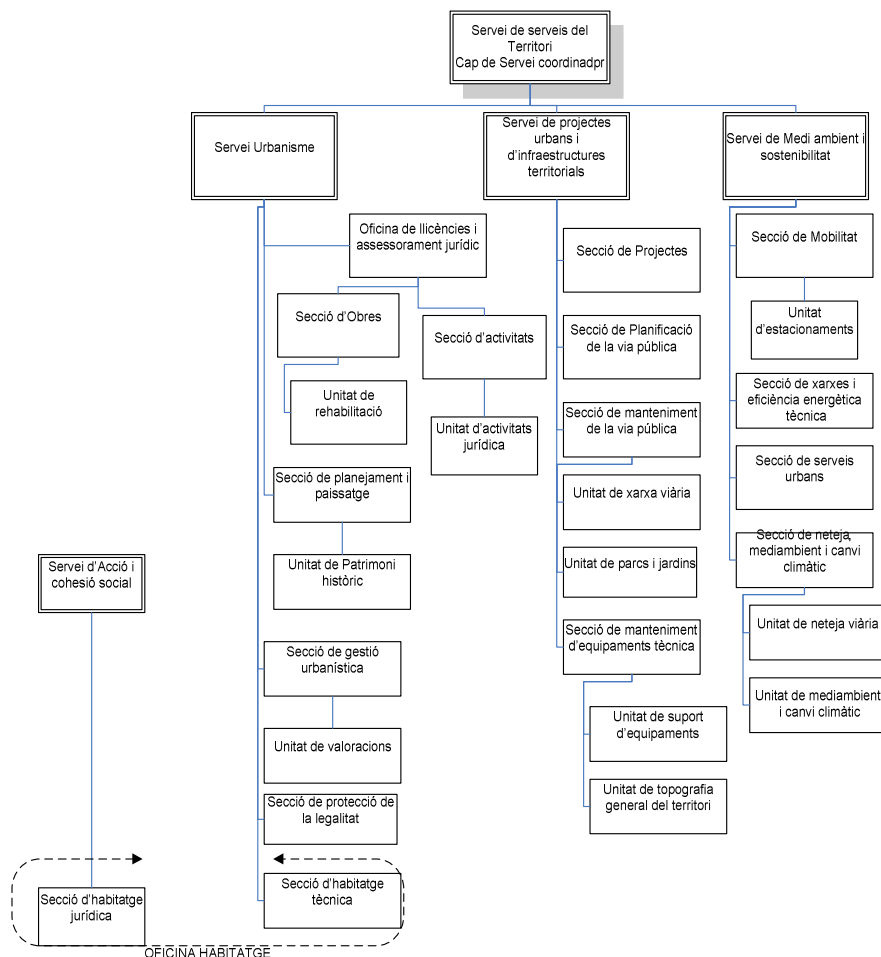 Servei de serveis del
Territori
Cap de Servei coordinadpr
Servei Urbanisme
Servei de projectes
urbans i
d'infraestructures
territorials
Servei de Medi ambient i
sostenibilitat
Oficina de llicències i
assessorament jurídic
Secció d'Obres
Secció d'activitats
Unitat de
rehabilitació
Unitat d'activitats
jurídica
Secció de planejament i
paissatge
Unitat de Patrimoni
històric
Secció de gestió
urbanística
Unitat de valoracions
Secció de protecció de
la legalitat
Secció d'habitatge
tècnica
Secció de Projectes
Secció de Planificació
de la via pública
Secció de manteniment
de la via pública
Unitat de xarxa viària
Unitat de parcs i jardins
Secció de manteniment
d'equipaments tècnica
Unitat de suport
d'equipaments
Unitat de topografia
general del territori
Secció de Mobilitat
Unitat
d'estacionaments
Secció de xarxes i
eficiència energètica
tècnica
Secció de serveis
urbans
Secció de neteja,
mediambient i canvi
climàtic
Unitat de neteja viària
Unitat de mediambient
i canvi climàtic
Servei d'Acció i
cohesió social
Secció d'habitatge
jurídica
OFICINA HABITATGE